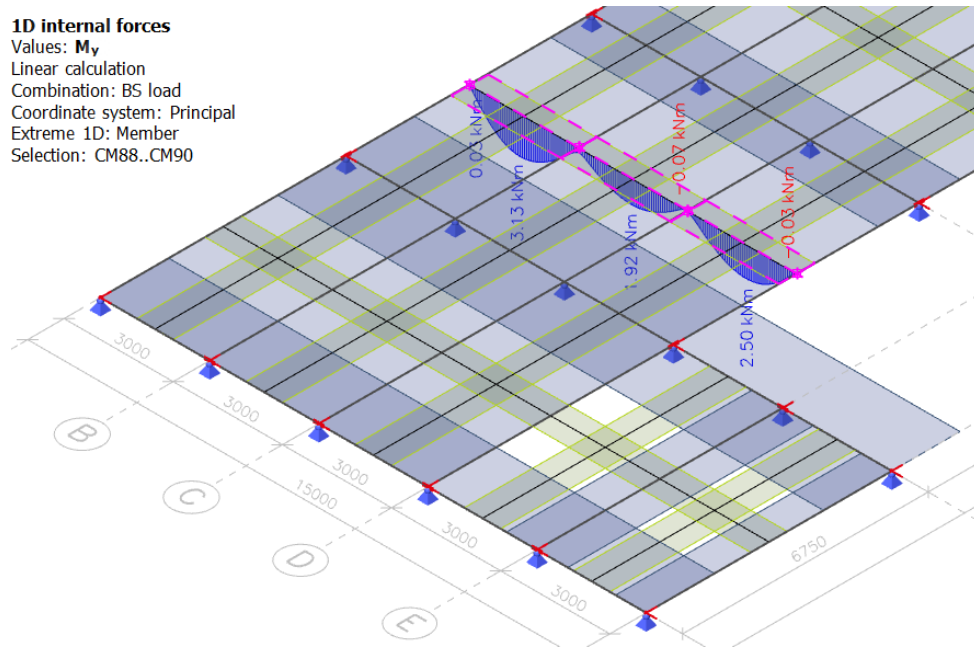 1D internal forces
Values: My
Linear calculation
Combination: BS load
Coordinate system: Principal
Extreme 1D: Member
Selection: CM88..CM90
0.03 kNm
3.13 kNm
1.92 kNm
-0.07 kNm
2.50 kNm
-0.03 kNm
3000
3000
3000
15000
3000
3000
6750
B
C
D
E